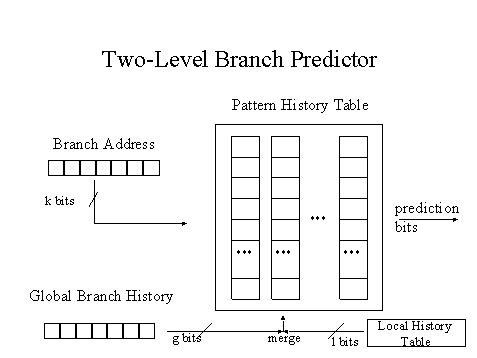 Two-Level Branch Predictor
Pattern History Table
Branch Address
k bits
prediction
bits
Global Branch History
g bits
merge
l bits
Local History
Table